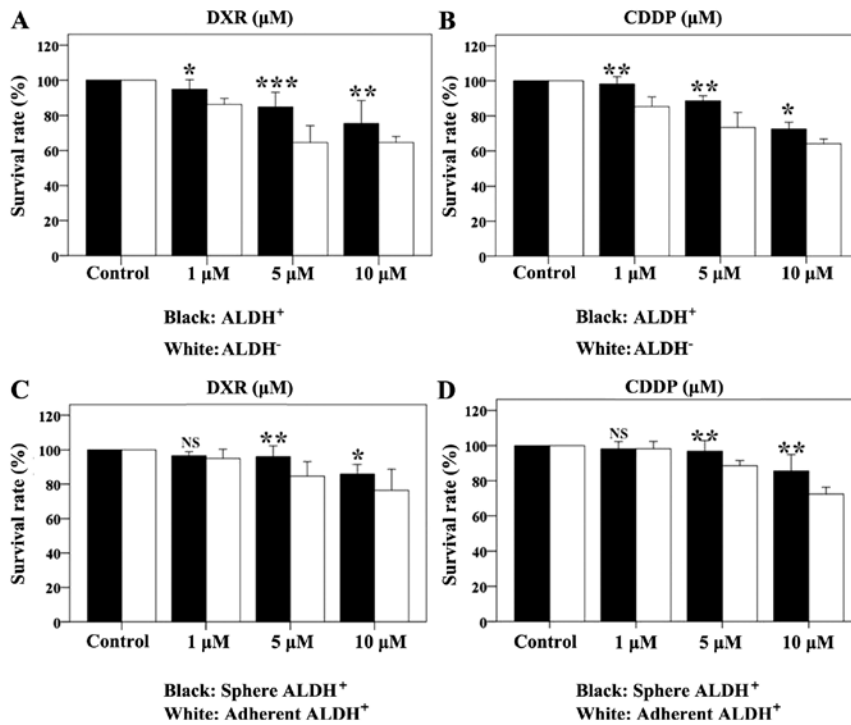 A
DXR (µM)
Survival rate (%)
120
100
80
60
40
20
0
*
***
**
Control
1 µM
5 µM
10 µM
Black: ALDH⁺
White: ALDH⁻
B
CDDP (µM)
Survival rate (%)
120
100
80
60
40
20
0
**
**
*
Control
1 µM
5 µM
10 µM
Black: ALDH⁺
White: ALDH⁻
C
DXR (µM)
Survival rate (%)
120
100
80
60
40
20
0
NS
**
*
Control
1 µM
5 µM
10 µM
Black: Sphere ALDH⁺
White: Adherent ALDH⁺
D
CDDP (µM)
Survival rate (%)
120
100
80
60
40
20
0
NS
**
**
Control
1 µM
5 µM
10 µM
Black: Sphere ALDH⁺
White: Adherent ALDH⁺